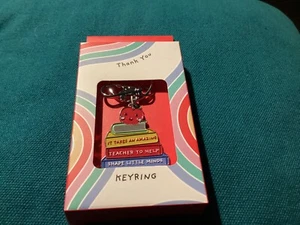 Thank You
IT TAKES AN AMAZING
TEACHER TO HELP
SHAPE LITTLE MINDS
KEYRING